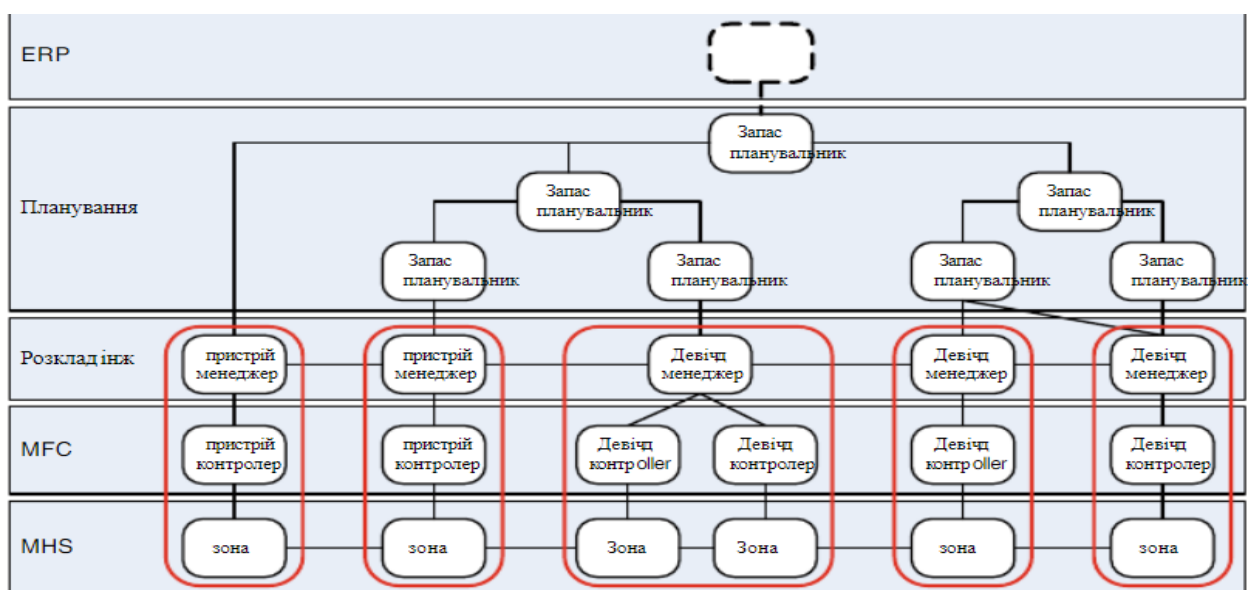 ERP
Запас
планувальник
Планування
Запас
планувальник
Запас
планувальник
Запас
планувальник
Запас
планувальник
Запас
планувальник
Запас
планувальник
Розклад інж
пристрій
менеджер
пристрій
менеджер
Девічд
менеджер
Девічд
менеджер
Девічд
менеджер
MFC
пристрій
контролер
пристрій
контролер
Девічд
контроller
Девічд
контролер
Девічд
контроller
Девічд
контролер
MHS
зона
зона
Зона
Зона
зона
зона